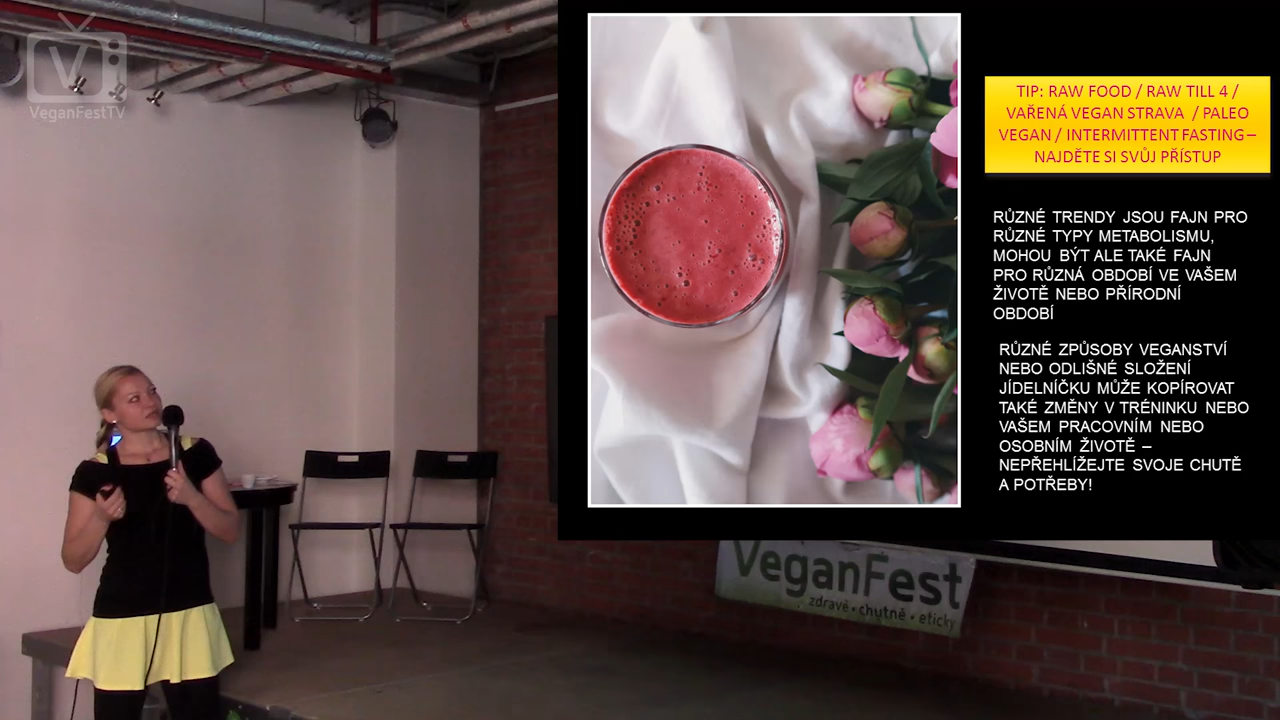 V
VeganFestTV
TIP: RAW FOOD / RAW TILL 4 /
VAŘENÁ VEGAN STRAVA / PALEO
VEGAN / INTERMITTENT FASTING –
NAJDĚTE SI SVŮJ PŘÍSTUP
RŮZNÉ TRENDY JSOU FAJN PRO
RŮZNÉ TYPY METABOLISMU,
MOHOU BÝT ALE TAKÉ FAJN
PRO RŮZNÁ OBDOBÍ VE VAŠEM
ŽIVOTĚ NEBO PŘÍRODNÍ
OBDOBÍ
RŮZNÉ ZPŮSOBY VEGANSTVÍ
NEBO ODLIŠNÉ SLOŽENÍ
JÍDELNÍČKU MŮŽE KOPÍROVAT
TAKÉ ZMĚNY V TRÉNINKU NEBO
VAŠEM PRACOVNÍM NEBO
OSOBNÍM ŽIVOTĚ –
NEPŘEHLÍŽEJTE SVOJE CHUTĚ
A POTŘEBY!
VeganFest
zdravě • chutně • eticky